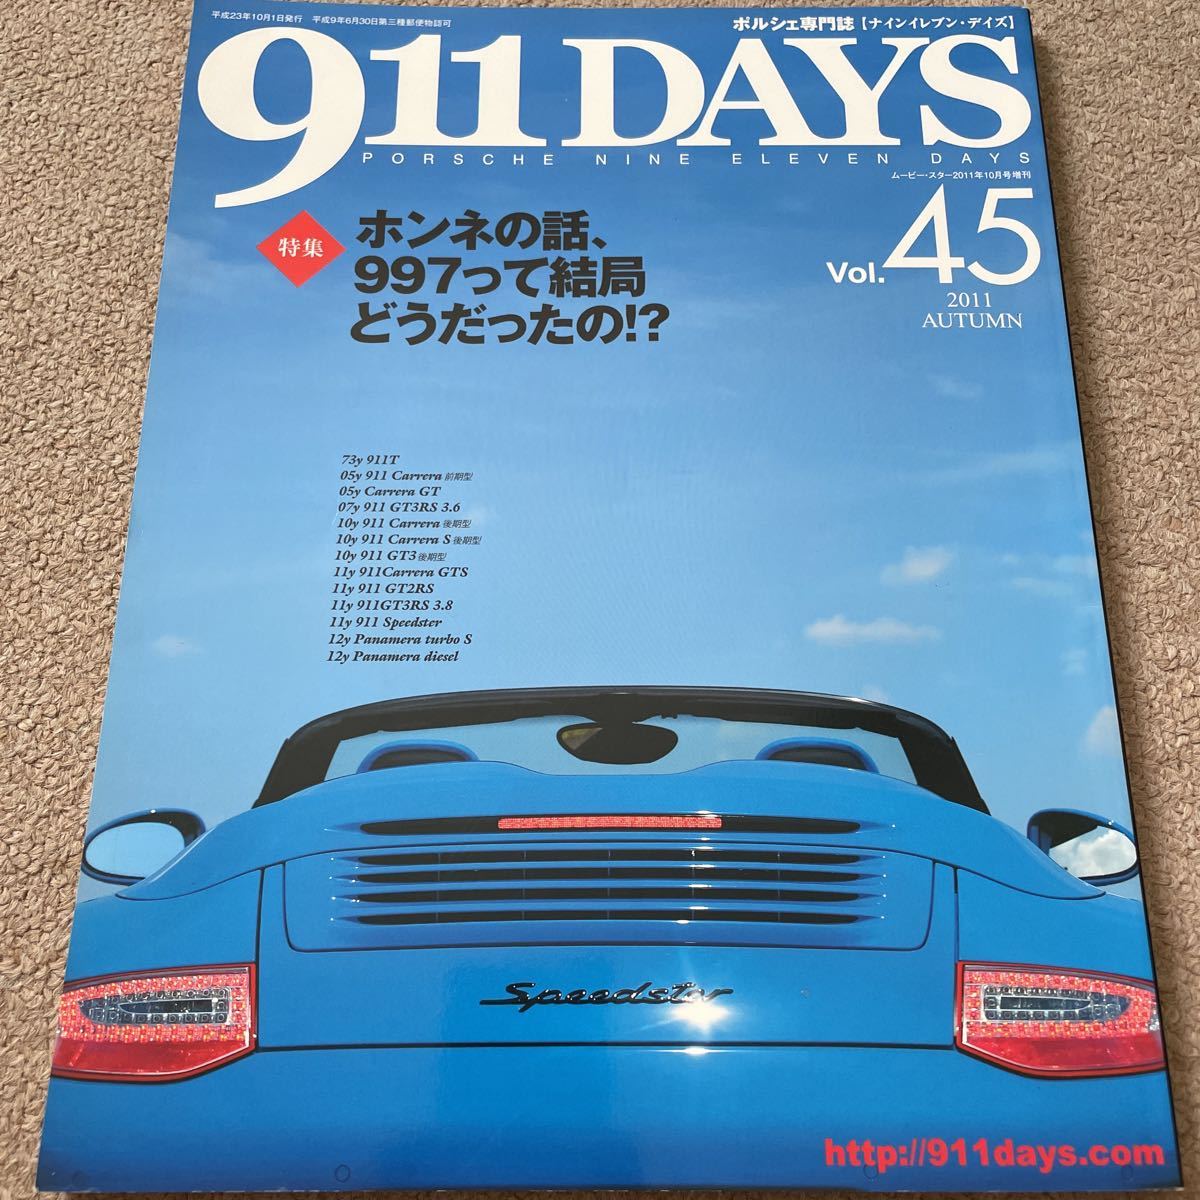 平成23年10月1日発行 平成9年6月30日第三種郵便物認可
ポルシェ専門誌【ナインイレブン・デイズ】
911 DAYS
PORSCHE NINE ELEVEN DAYS
ムービー・スター2011年10月号増刊
Vol. 45
2011
AUTUMN
特集
ホンネの話、
997って結局
どうだったの!?
73y 911T
05y 911 Carrera 前期型
05y Carrera GT
07y 911 GT3RS 3.6
10y 911 Carrera 後期型
10y 911 Carrera S 後期型
10y 911 GT3 後期型
11y 911Carrera GTS
11y 911 GT2RS
11y 911GT3RS 3.8
11y 911 Speedster
12y Panamera turbo S
12y Panamera diesel
Speedster
http://911days.com